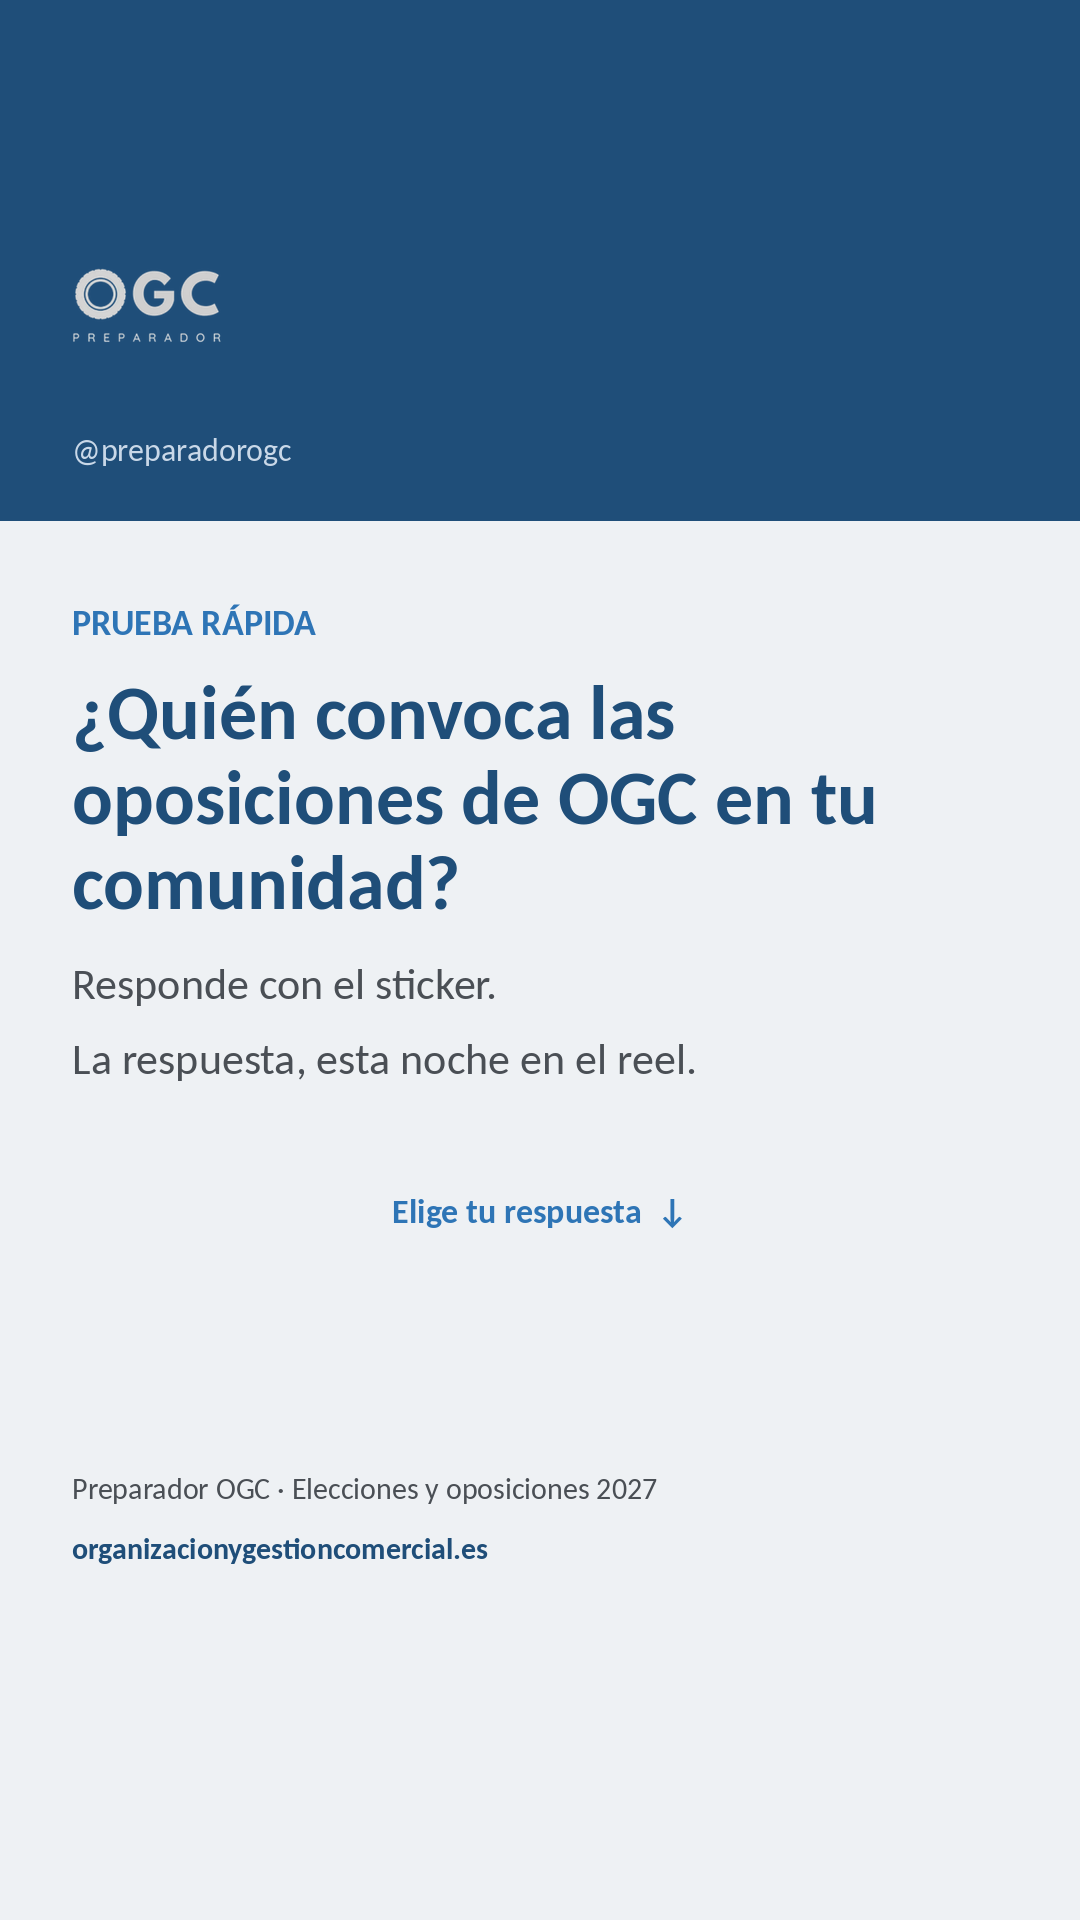 OGC
PREPARADOR
@preparadorogc
PRUEBA RÁPIDA
¿Quién convoca las
oposiciones de OGC en tu
comunidad?
Responde con el sticker.
La respuesta, esta noche en el reel.
Elige tu respuesta ↓
Preparador OGC · Elecciones y oposiciones 2027
organizacionygestioncomercial.es